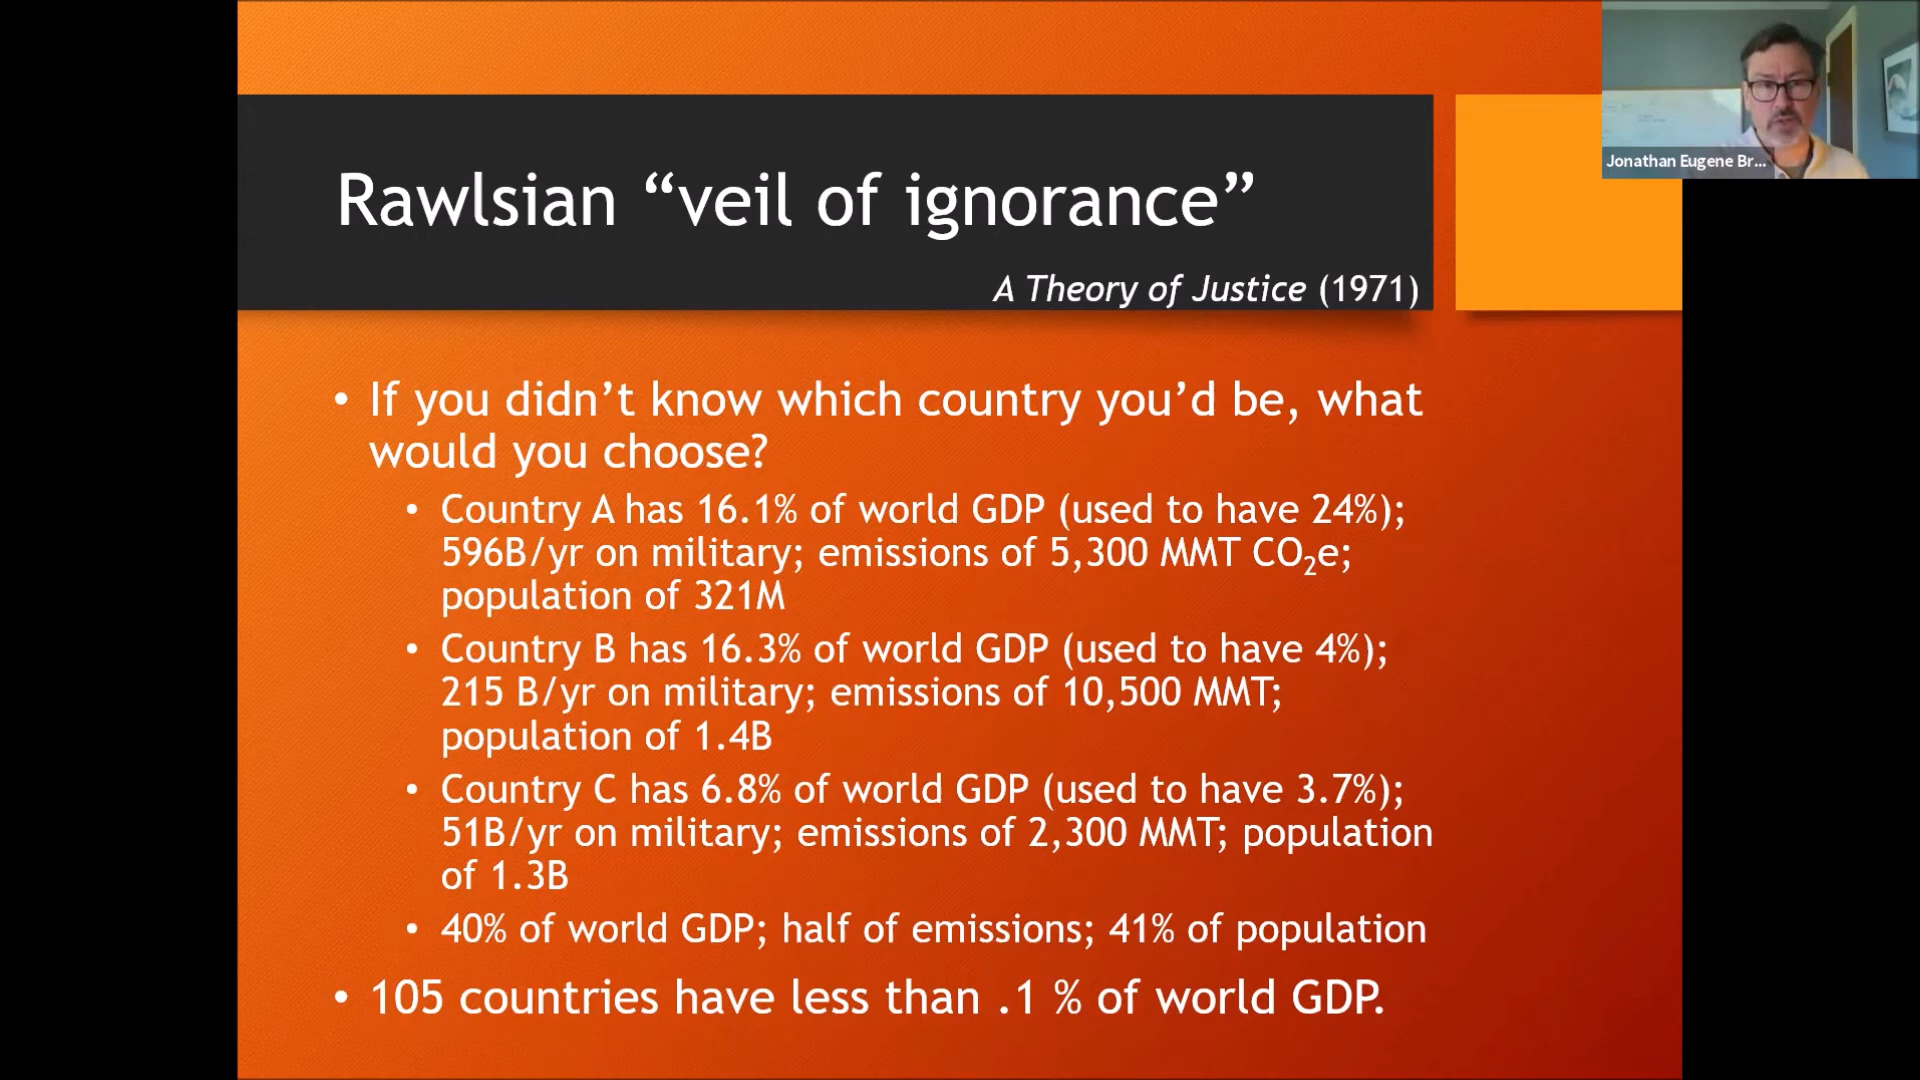 Jonathan Eugene Br...
Rawlsian “veil of ignorance”
A Theory of Justice (1971)
• If you didn’t know which country you’d be, what
would you choose?
• Country A has 16.1% of world GDP (used to have 24%);
596B/yr on military; emissions of 5,300 MMT CO₂e;
population of 321M
• Country B has 16.3% of world GDP (used to have 4%);
215 B/yr on military; emissions of 10,500 MMT;
population of 1.4B
• Country C has 6.8% of world GDP (used to have 3.7%);
51B/yr on military; emissions of 2,300 MMT; population
of 1.3B
• 40% of world GDP; half of emissions; 41% of population
• 105 countries have less than .1 % of world GDP.